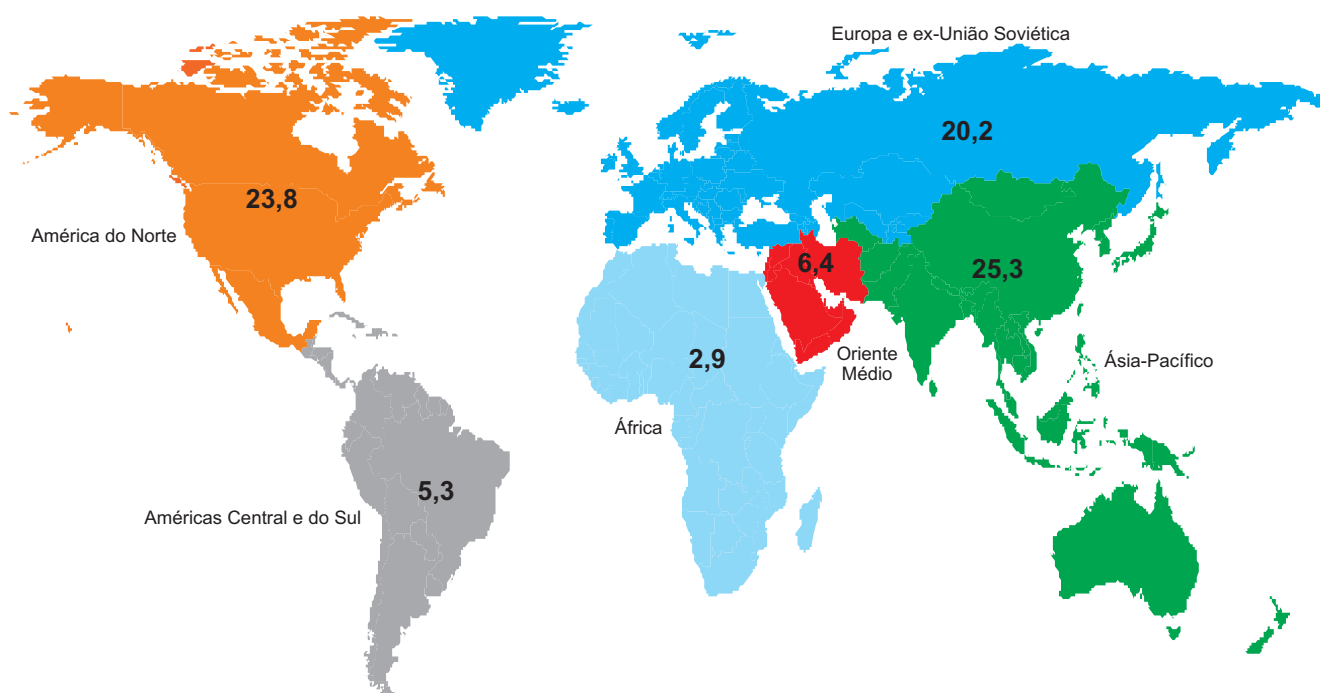 Europa e ex-União Soviética
20,2
23,8
América do Norte
6,4
25,3
Oriente
Médio
2,9
Ásia-Pacífico
África
5,3
Américas Central e do Sul